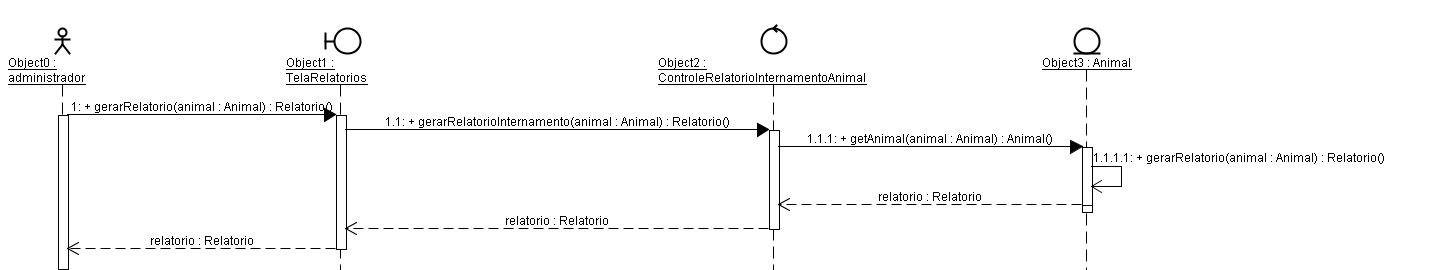 Object0 :
administrador
Object1 :
TelaRelatorios
Object2 :
ControleRelatorioInternamentoAnimal
Object3 : Animal
1: + gerarRelatorio(animal : Animal) : Relatorio()
1.1: + gerarRelatorioInternamento(animal : Animal) : Relatorio()
1.1.1: + getAnimal(animal : Animal) : Animal()
1.1.1.1: + gerarRelatorio(animal : Animal) : Relatorio()
relatorio : Relatorio
relatorio : Relatorio
relatorio : Relatorio